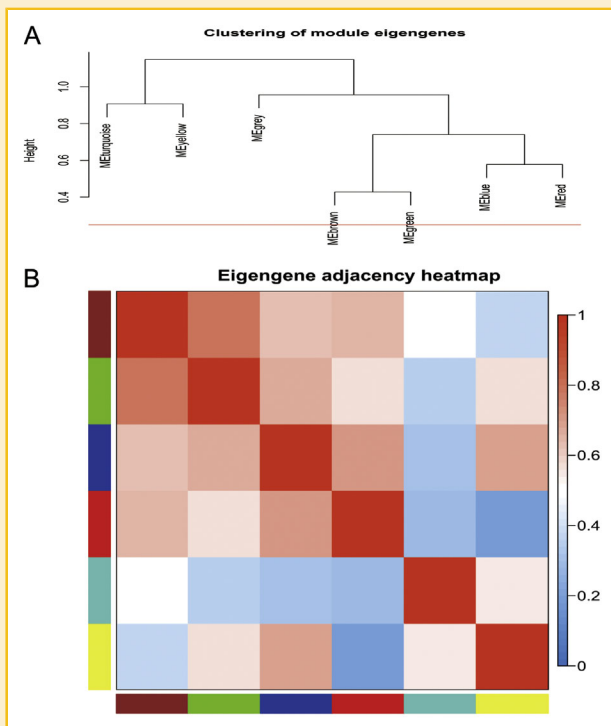 A
Clustering of module eigengenes
Height
1.0
0.8
0.6
0.4
MEturquoise
MEyellow
MEgrey
MEbrown
MEgreen
MEblue
MEred
B
Eigengene adjacency heatmap
1
0.8
0.6
0.4
0.2
0